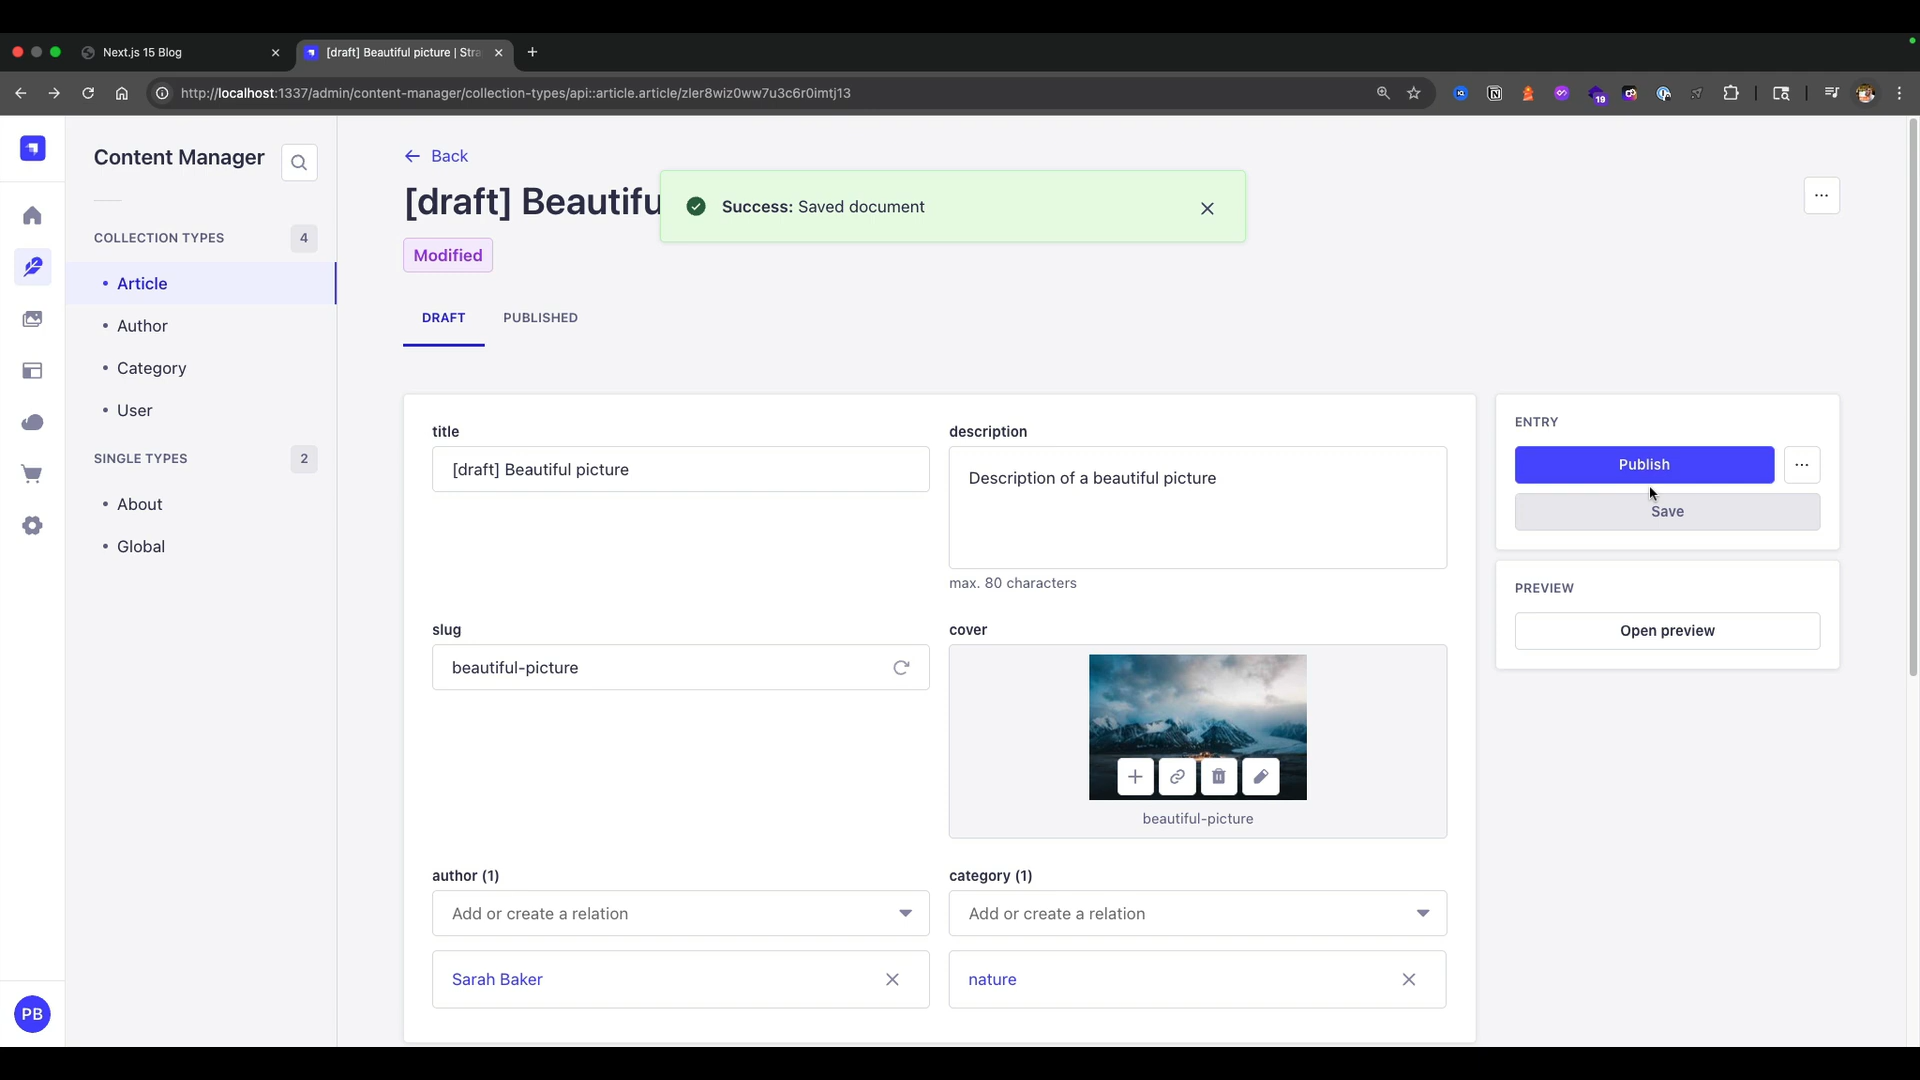 Next.js 15 Blog
[draft] Beautiful picture | Stra
http://localhost:1337/admin/content-manager/collection-types/api::article.article/zler8wiz0ww7u3c6r0imtj13
19
Content Manager
COLLECTION TYPES 4
Article
Author
Category
User
SINGLE TYPES 2
About
Global
PB
Back
[draft] Beautifu
Success: Saved document
Modified
DRAFT PUBLISHED
title
[draft] Beautiful picture
description
Description of a beautiful picture
max. 80 characters
slug
beautiful-picture
cover
beautiful-picture
author (1)
Add or create a relation
Sarah Baker
category (1)
Add or create a relation
nature
ENTRY
Publish
Save
PREVIEW
Open preview